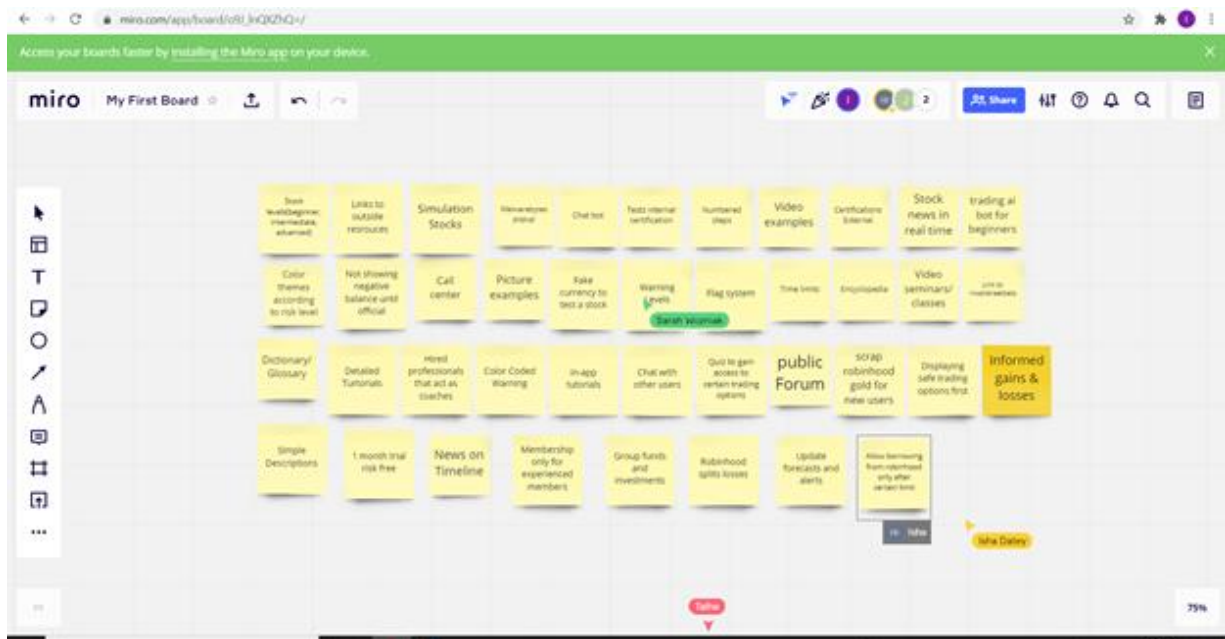 miro.com/app/board/
Access your boards faster by installing the Miro app on your device.
miro
My First Board
2
Share
Stock
levels(beginner,
intermediate,
advanced)
Links to
outside
Simulation
Stocks
Chat bot
Tests internal
certification
Numbered
steps
Video
examples
Certifications
External
Stock
news in
real time
trading ai
bot for
beginners
Color
themes
according
to risk level
Not showing
negative
balance until
official
Call
center
Picture
examples
Fake
currency to
test a stock
Warning
Levels
Sarah Wozniak
Flag system
Time limits
Encyclopedia
Video
seminars/
classes
Dictionary/
Glossary
Detailed
Hired
professionals
that act as
coaches
Color Coded
Warning
in-app
tutorials
Chat with
other users
Quiz to gain
access to
certain trading
options
public
Forum
scrap
robinhood
gold for
new users
Displaying
safe trading
options first
Informed
gains &
losses
Simple
Descriptions
1 month trial
risk free
News on
Timeline
Membership
only for
experienced
members
Group funds
and
investments
Robinhood
splits losses
Update
forecasts and
alerts
Allow borrowing
from robinhood
only after
certain time
Isha
Isha Datey
75%